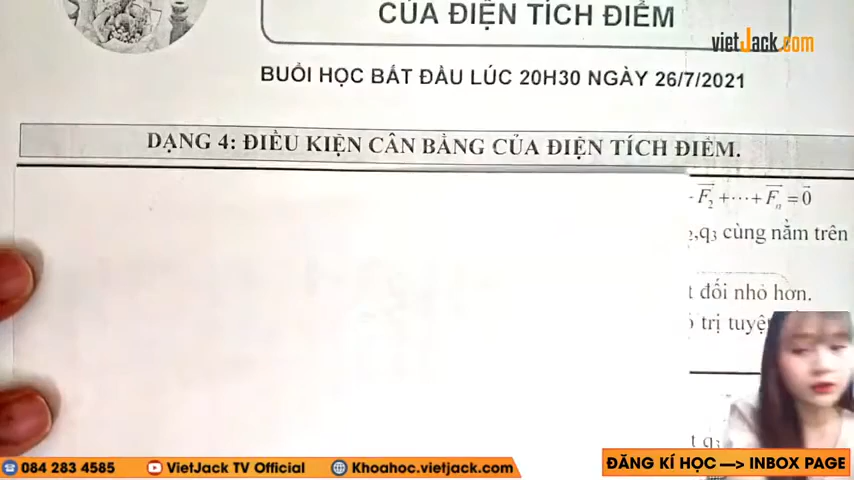 CỦA ĐIỆN TÍCH ĐIỂM
vietJack.com
BUỔI HỌC BẮT ĐẦU LÚC 20H30 NGÀY 26/7/2021
DẠNG 4: ĐIỀU KIỆN CÂN BẰNG CỦA ĐIỆN TÍCH ĐIỂM.
F₂ +⋯+ Fₙ = 0
q₃ cùng nằm trên
đối nhỏ hơn.
trị
084 283 4585 VietJack TV Official Khoahoc.vietjack.com
ĐĂNG KÍ HỌC —> INBOX PAGE